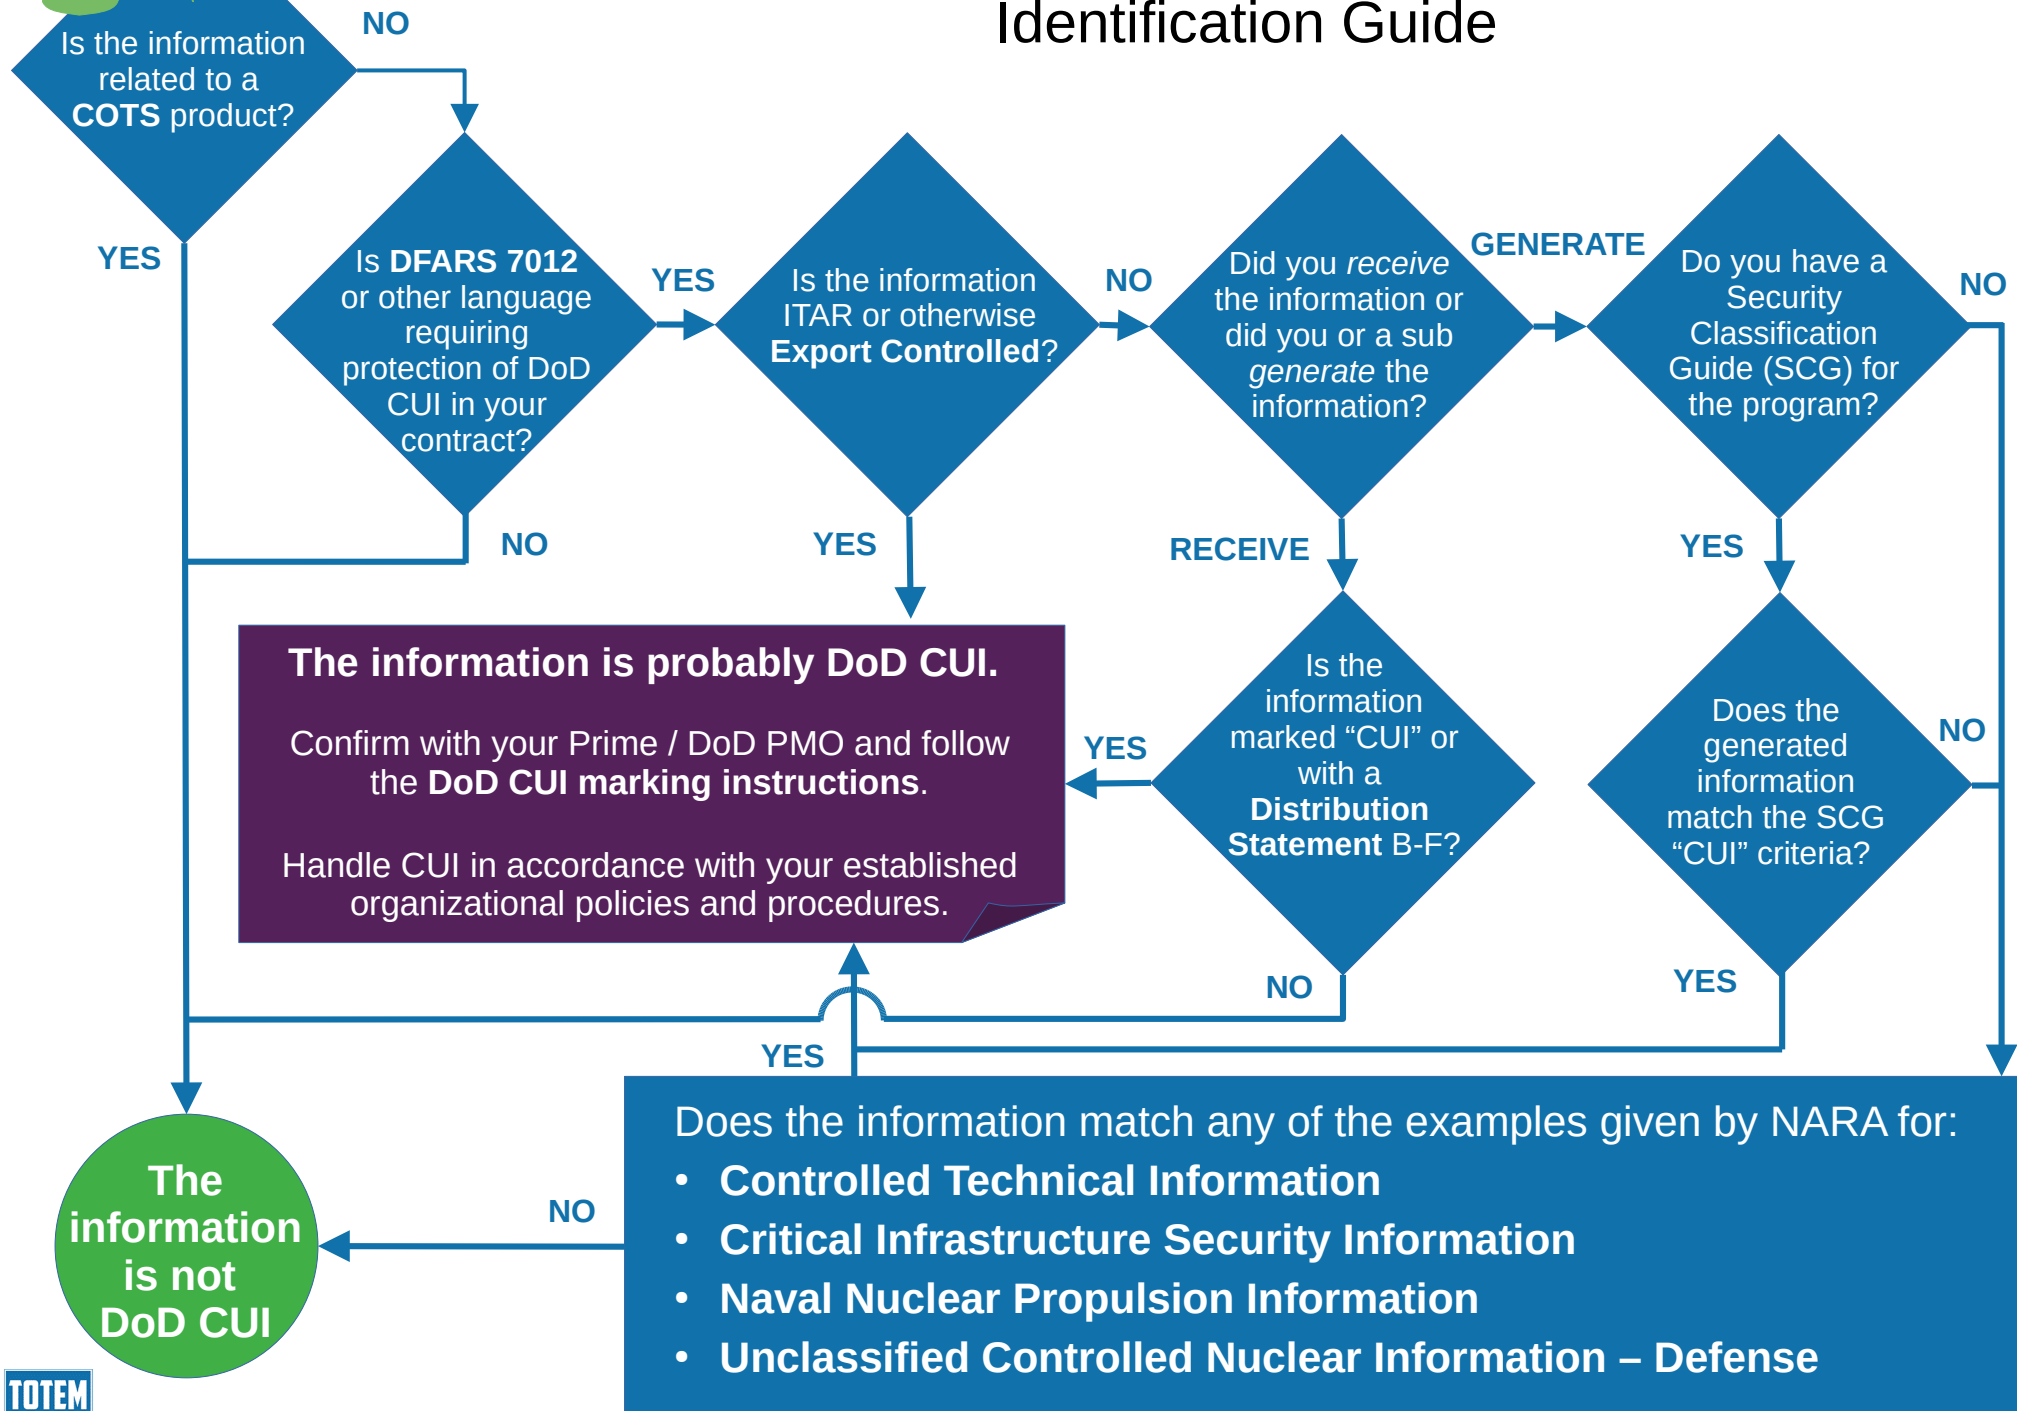 Identification Guide
NO
Is the information
related to a
COTS product?
YES
Is DFARS 7012
or other language
requiring
protection of DoD
CUI in your
contract?
YES
NO
Is the information
ITAR or otherwise
Export Controlled?
NO
YES
Did you receive
the information or
did you or a sub
generate the
information?
GENERATE
RECEIVE
Do you have a
Security
Classification
Guide (SCG) for
the program?
NO
YES
The information is probably DoD CUI.
Confirm with your Prime / DoD PMO and follow
the DoD CUI marking instructions.
Handle CUI in accordance with your established
organizational policies and procedures.
YES
Is the
information
marked “CUI” or
with a
Distribution
Statement B-F?
NO
Does the
generated
information
match the SCG
“CUI” criteria?
NO
YES
YES
Does the information match any of the examples given by NARA for:
• Controlled Technical Information
• Critical Infrastructure Security Information
• Naval Nuclear Propulsion Information
• Unclassified Controlled Nuclear Information – Defense
NO
The
information
is not
DoD CUI
TOTEM